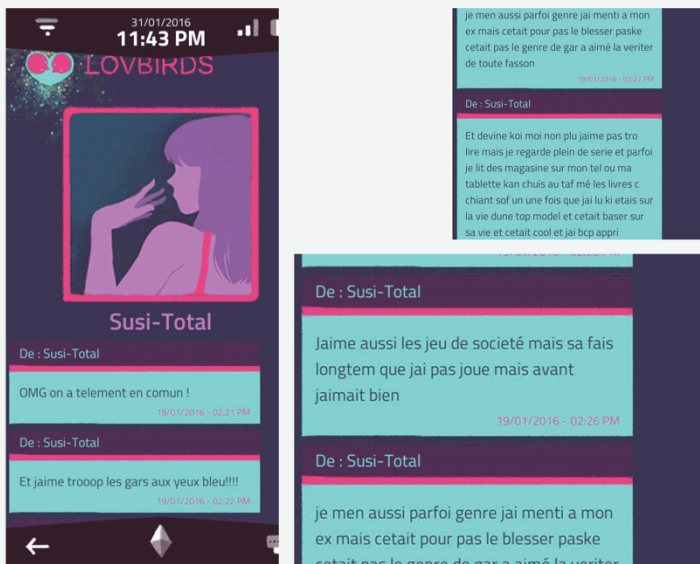 31/01/2016
11:43 PM
LOVBIRDS
Susi-Total
De : Susi-Total
OMG on a telement en comun !
19/01/2016 - 02:21 PM
De : Susi-Total
Et jaime trooop les gars aux yeux bleu!!!!
19/01/2016 - 02:22 PM
je men aussi parfoi genre jai menti a mon
ex mais cetait pour pas le blesser paske
cetait pas le genre de gar a aimé la veriter
de toute fasson
19/01/2016 - 02:27 PM
De : Susi-Total
Et devine koi moi non plu jaime pas tro
lire mais je regarde plein de serie et parfoi
je lit des magasine sur mon tel ou ma
tablette kan chuis au taf mé les livres c
chiant sof un une fois que jai lu ki etais sur
la vie dune top model et cetait baser sur
sa vie et cetait cool et jai bcp appri
De : Susi-Total
Jaime aussi les jeu de societé mais sa fais
longtem que jai pas joue mais avant
jaimait bien
19/01/2016 - 02:26 PM
De : Susi-Total
je men aussi parfoi genre jai menti a mon
ex mais cetait pour pas le blesser paske
cetait pas le genre de gar a aimé la veriter